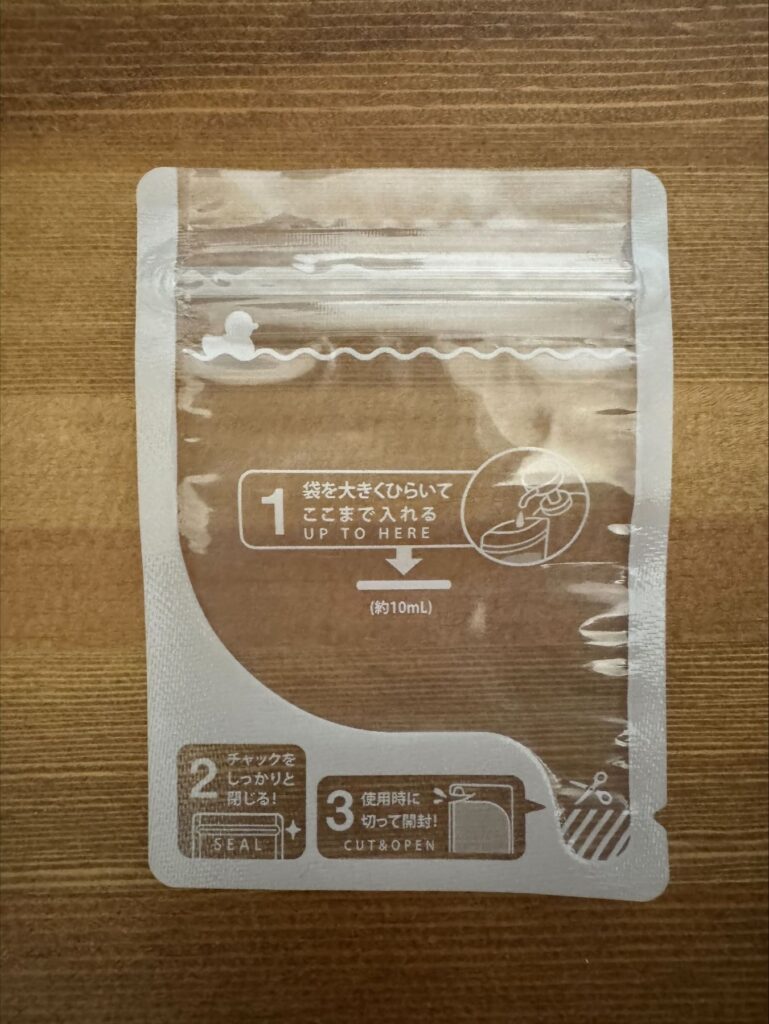 1
袋を大きくひらいて
ここまで入れる
UP TO HERE
(約10mL)
2
チャックを
しっかりと
閉じる!
SEAL
3
使用時に
切って開封!
CUT&OPEN